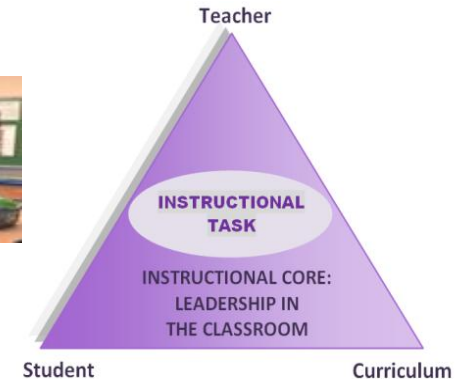 Teacher
INSTRUCTIONAL
TASK
INSTRUCTIONAL CORE:
LEADERSHIP IN
THE CLASSROOM
Student
Curriculum